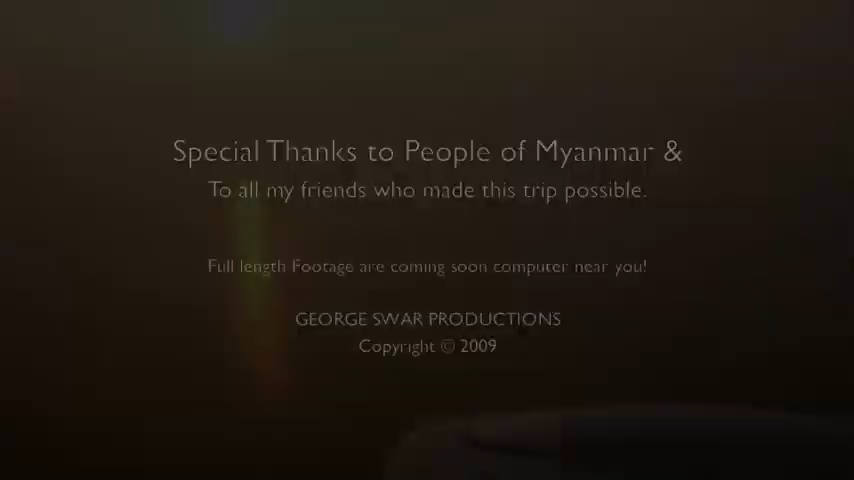 Special Thanks to People of Myanmar &
To all my friends who made this trip possible.
Full length Footage are coming soon computer near you!
GEORGE SWAR PRODUCTIONS
Copyright © 2009